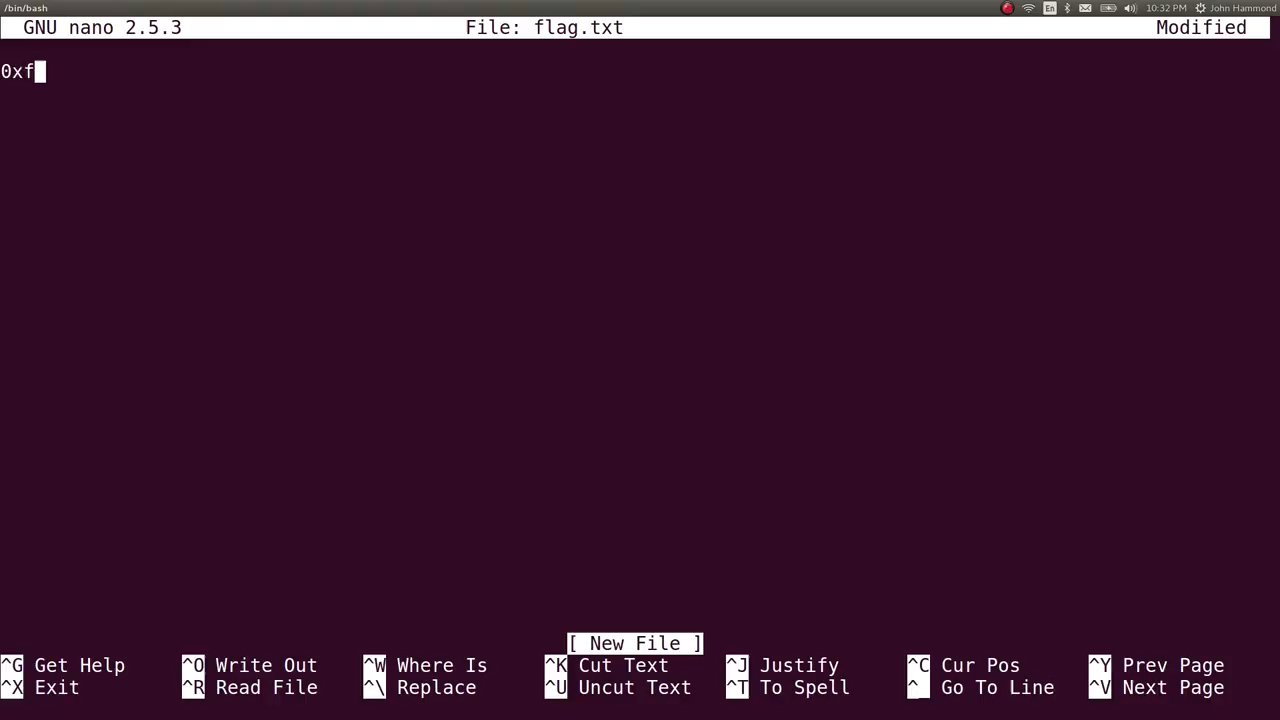 /bin/bash En 10:32 PM John Hammond
GNU nano 2.5.3 File: flag.txt Modified
0xf
[ New File ]
^G Get Help ^O Write Out ^W Where Is ^K Cut Text ^J Justify ^C Cur Pos ^Y Prev Page
^X Exit ^R Read File ^\ Replace ^U Uncut Text ^T To Spell ^_ Go To Line ^V Next Page